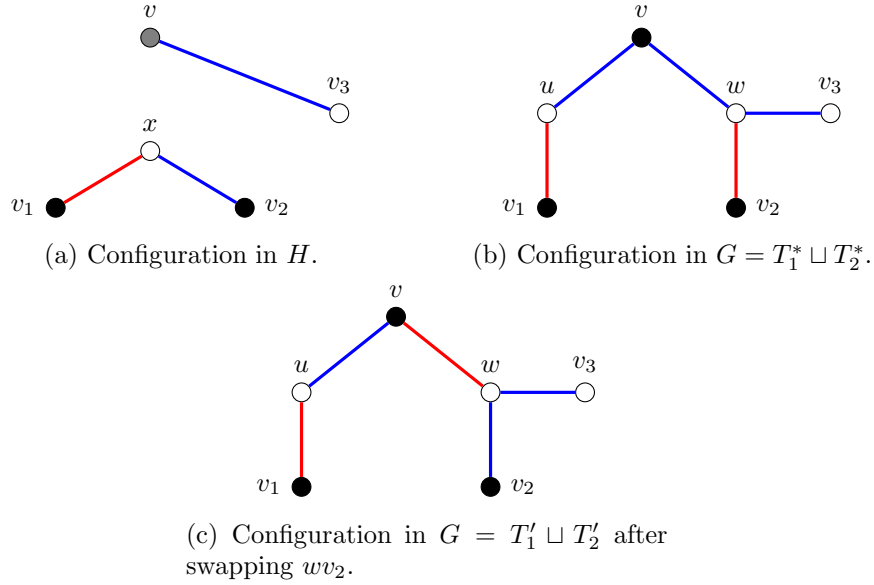 v
v
v₃
u
w
v₃
x
v₁
v₂
v₁
v₂
(a) Configuration in H.
(b) Configuration in G = T₁* ⊔ T₂*.
v
u
w
v₃
v₁
v₂
(c) Configuration in G = T₁′ ⊔ T₂′ after
swapping wv₂.